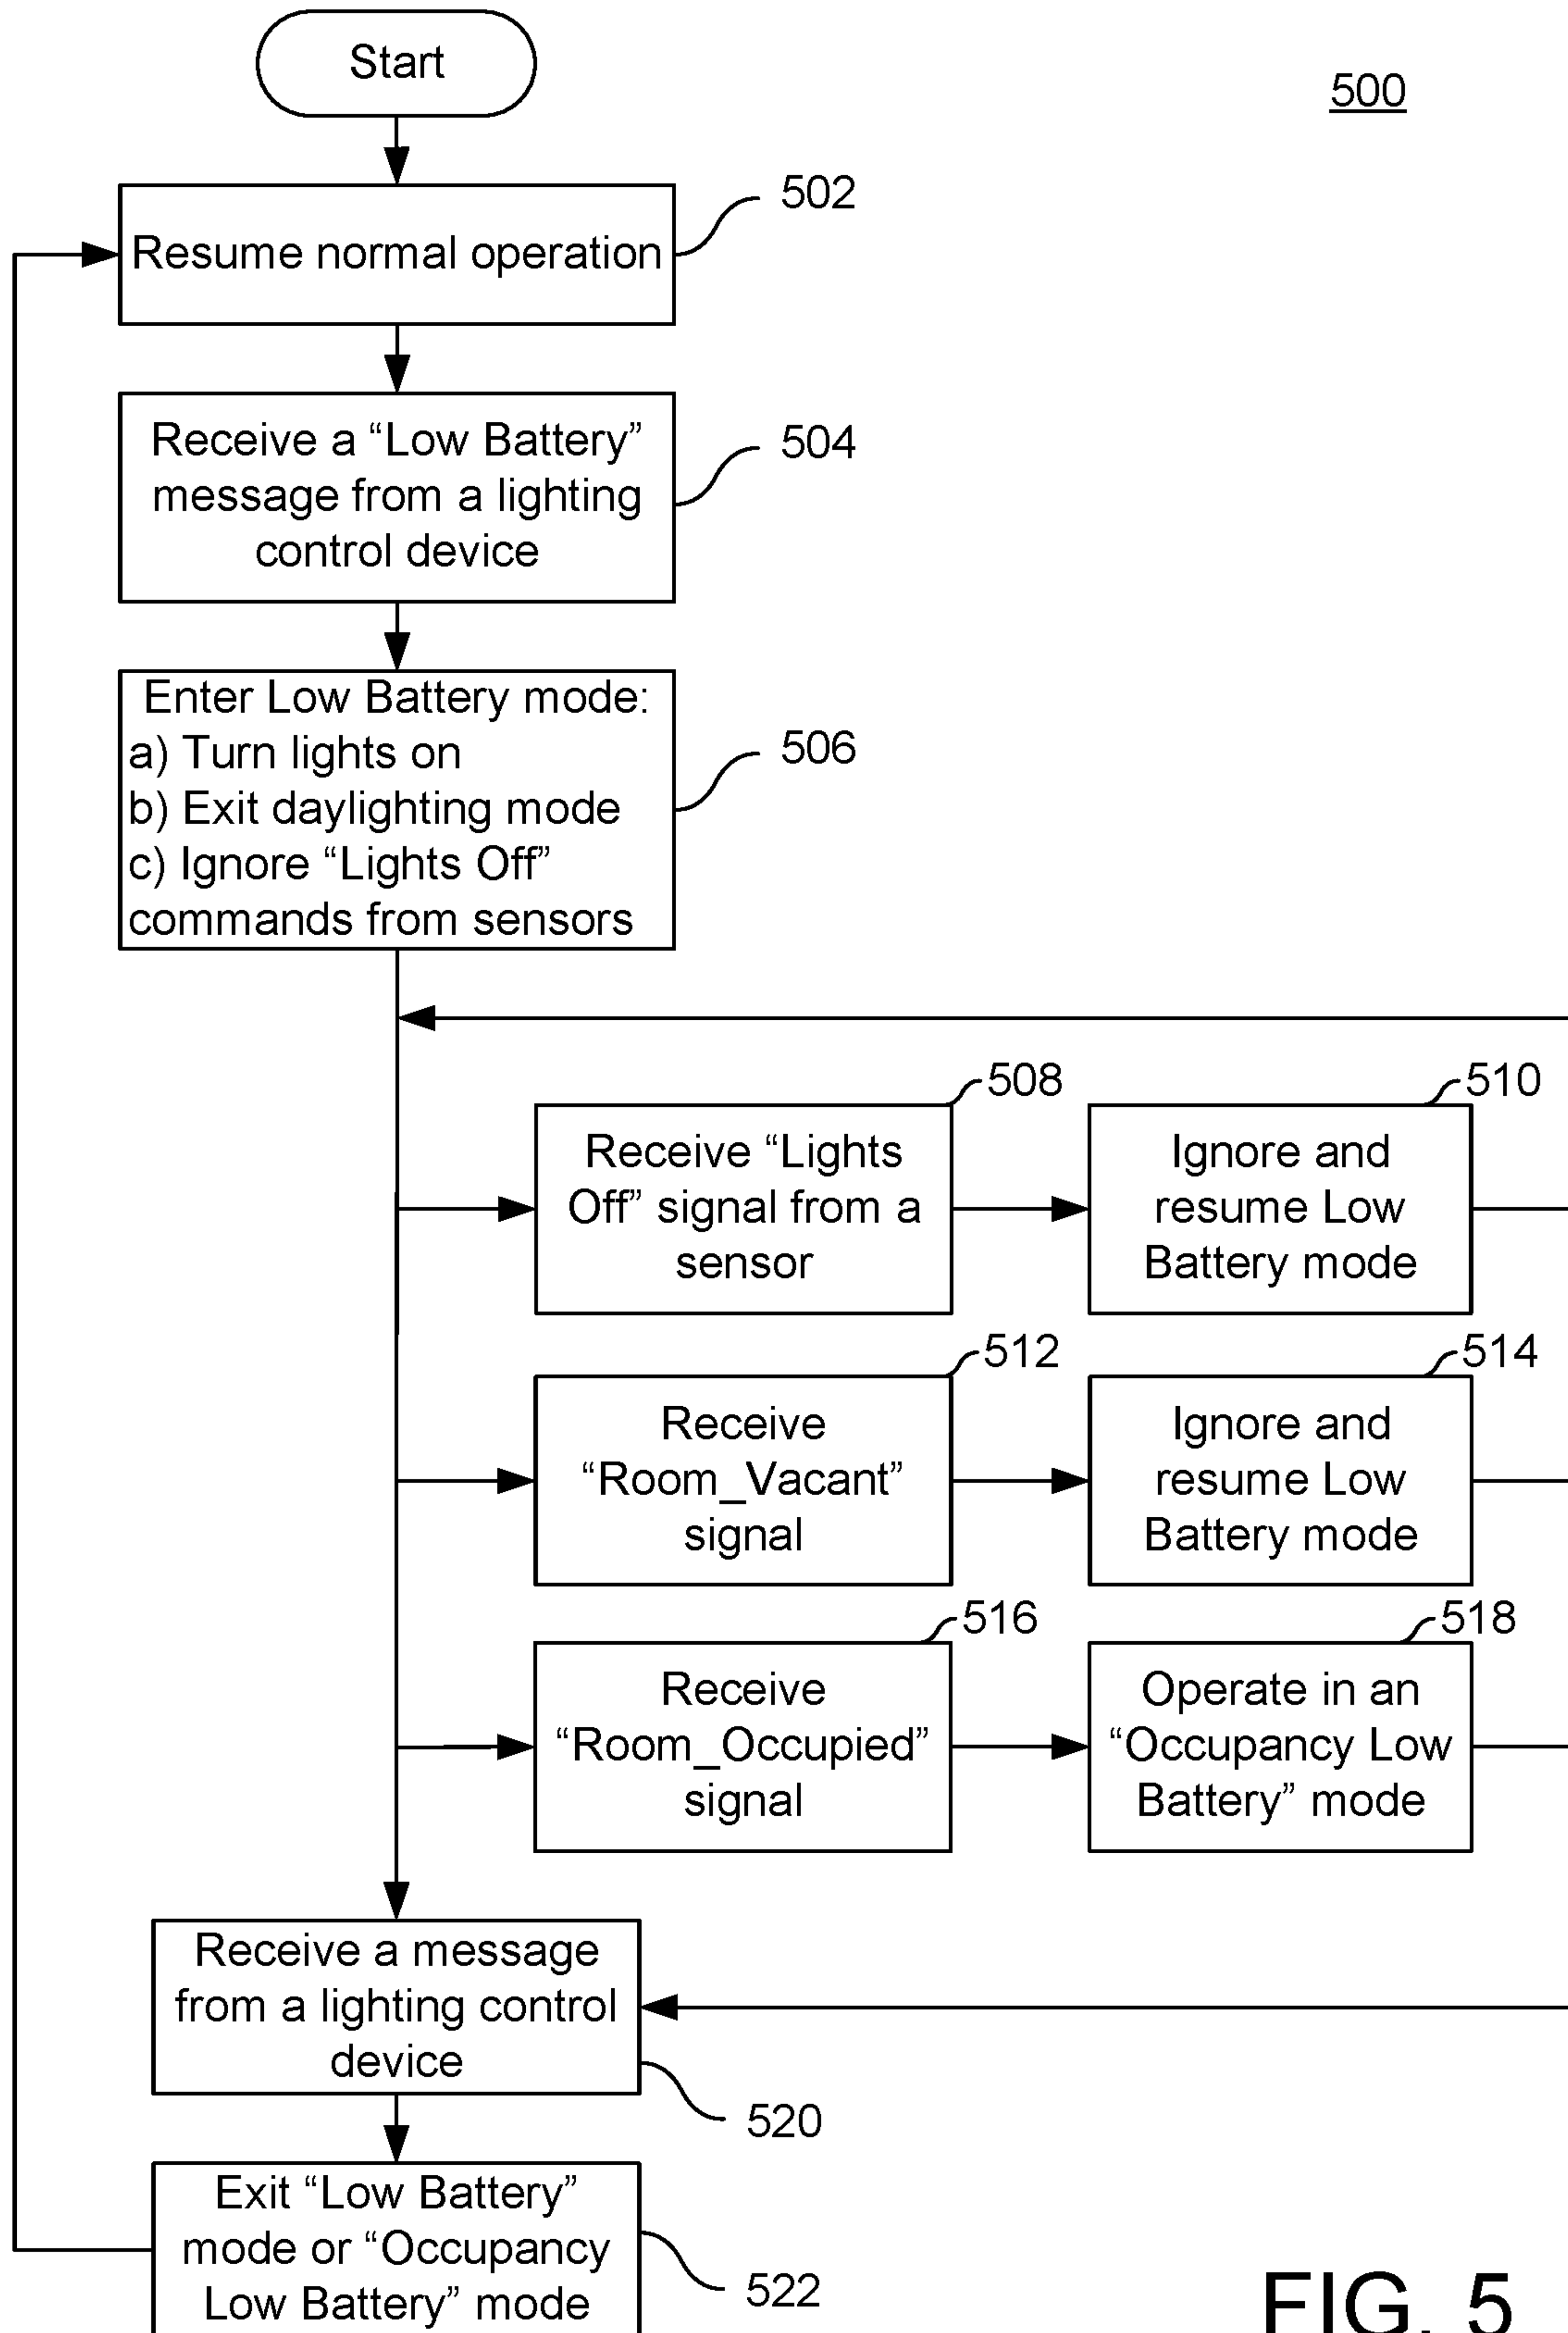 Start
500
502
Resume normal operation
Receive a “Low Battery”
message from a lighting
control device
504
Enter Low Battery mode:
a) Turn lights on
b) Exit daylighting mode
c) Ignore “Lights Off”
commands from sensors
506
508
Receive “Lights
Off” signal from a
sensor
510
Ignore and
resume Low
Battery mode
512
Receive
“Room_Vacant”
signal
514
Ignore and
resume Low
Battery mode
516
Receive
“Room_Occupied”
signal
518
Operate in an
“Occupancy Low
Battery” mode
Receive a message
from a lighting control
device
520
Exit “Low Battery”
mode or “Occupancy
Low Battery” mode
522
FIG. 5